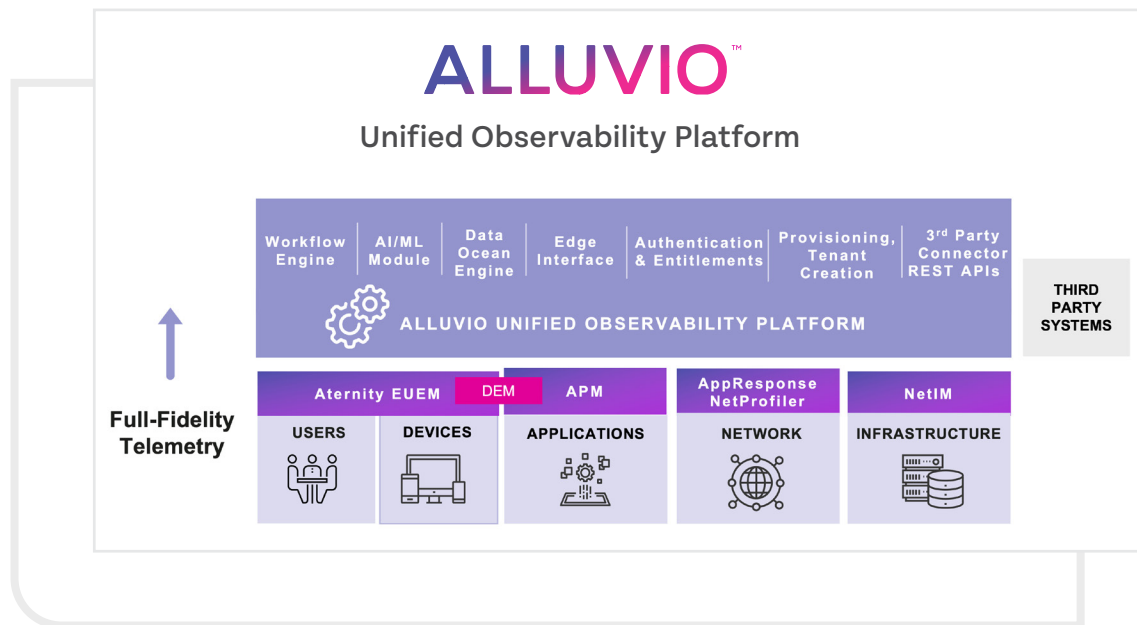 ALLUVIO™
Unified Observability Platform
Workflow
Engine
AI/ML
Module
Data
Ocean
Engine
Edge
Interface
Authentication
& Entitlements
Provisioning,
Tenant
Creation
3rd Party
Connector
REST APIs
ALLUVIO UNIFIED OBSERVABILITY PLATFORM
THIRD
PARTY
SYSTEMS
Full-Fidelity
Telemetry
Aternity EUEM
DEM
APM
AppResponse
NetProfiler
NetIM
USERS
DEVICES
APPLICATIONS
NETWORK
INFRASTRUCTURE